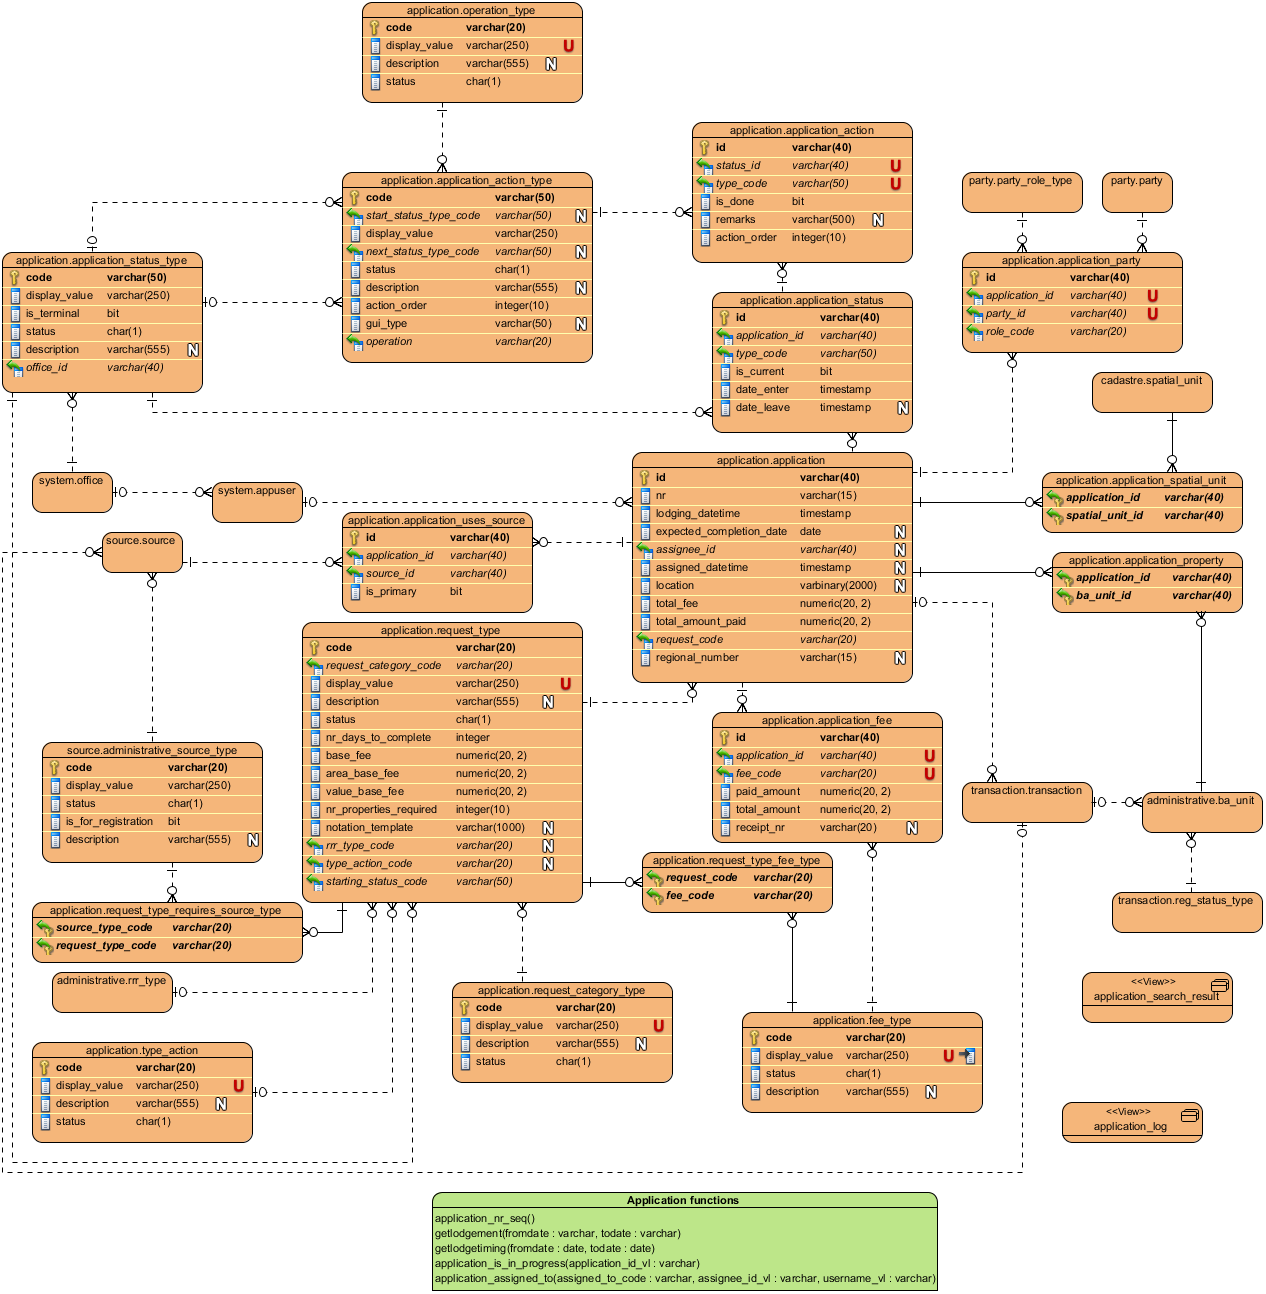 application.operation_type
code varchar(20)
display_value varchar(250) U
description varchar(555) N
status char(1)
application.application_action
id varchar(40)
status_id varchar(40) U
type_code varchar(50) U
is_done bit
remarks varchar(500) N
action_order integer(10)
application.application_action_type
code varchar(50)
start_status_type_code varchar(50) N
display_value varchar(250)
next_status_type_code varchar(50) N
status char(1)
description varchar(555) N
action_order integer(10)
gui_type varchar(50) N
operation varchar(20)
party.party_role_type
party.party
application.application_party
id varchar(40)
application_id varchar(40) U
party_id varchar(40) U
role_code varchar(20)
application.application_status_type
code varchar(50)
display_value varchar(250)
is_terminal bit
status char(1)
description varchar(555) N
office_id varchar(40)
application.application_status
id varchar(40)
application_id varchar(40)
type_code varchar(50)
is_current bit
date_enter timestamp
date_leave timestamp N
cadastre.spatial_unit
application.application
id varchar(40)
nr varchar(15)
lodging_datetime timestamp
expected_completion_date date N
assignee_id varchar(40) N
assigned_datetime timestamp N
location varbinary(2000) N
total_fee numeric(20, 2)
total_amount_paid numeric(20, 2)
request_code varchar(20)
regional_number varchar(15) N
application.application_spatial_unit
application_id varchar(40)
spatial_unit_id varchar(40)
system.office
system.appuser
source.source
application.application_uses_source
id varchar(40)
application_id varchar(40)
source_id varchar(40)
is_primary bit
application.application_property
application_id varchar(40)
ba_unit_id varchar(40)
application.request_type
code varchar(20)
request_category_code varchar(20)
display_value varchar(250) U
description varchar(555) N
status char(1)
nr_days_to_complete integer
base_fee numeric(20, 2)
area_base_fee numeric(20, 2)
value_base_fee numeric(20, 2)
nr_properties_required integer(10)
notation_template varchar(1000) N
rrr_type_code varchar(20) N
type_action_code varchar(20) N
starting_status_code varchar(50)
application.application_fee
id varchar(40)
application_id varchar(40) U
fee_code varchar(20) U
paid_amount numeric(20, 2)
total_amount numeric(20, 2)
receipt_nr varchar(20) N
source.administrative_source_type
code varchar(20)
display_value varchar(250)
status char(1)
is_for_registration bit
description varchar(555) N
transaction.transaction
administrative.ba_unit
application.request_type_fee_type
request_code varchar(20)
fee_code varchar(20)
transaction.reg_status_type
application.request_type_requires_source_type
source_type_code varchar(20)
request_type_code varchar(20)
administrative.rrr_type
application.request_category_type
code varchar(20)
display_value varchar(250) U
description varchar(555) N
status char(1)
<<View>>
application_search_result
application.fee_type
code varchar(20)
display_value varchar(250) U
status char(1)
description varchar(555) N
application.type_action
code varchar(20)
display_value varchar(250) U
description varchar(555) N
status char(1)
<<View>>
application_log
Application functions
application_nr_seq()
getlodgement(fromdate : varchar, todate : varchar)
getlodgetiming(fromdate : date, todate : date)
application_is_in_progress(application_id_vl : varchar)
application_assigned_to(assigned_to_code : varchar, assignee_id_vl : varchar, username_vl : varchar)